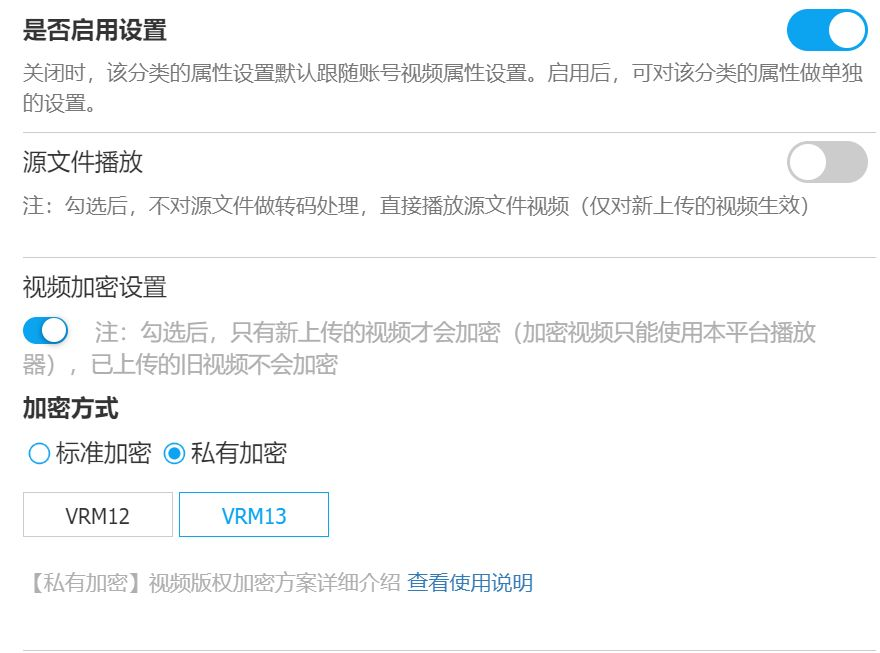 是否启用设置
关闭时，该分类的属性设置默认跟随账号视频属性设置。启用后，可对该分类的属性做单独
的设置。
源文件播放
注：勾选后，不对源文件做转码处理，直接播放源文件视频（仅对新上传的视频生效）
视频加密设置
注：勾选后，只有新上传的视频才会加密（加密视频只能使用本平台播放
器），已上传的旧视频不会加密
加密方式
标准加密 私有加密
VRM12 VRM13
【私有加密】视频版权加密方案详细介绍 查看使用说明